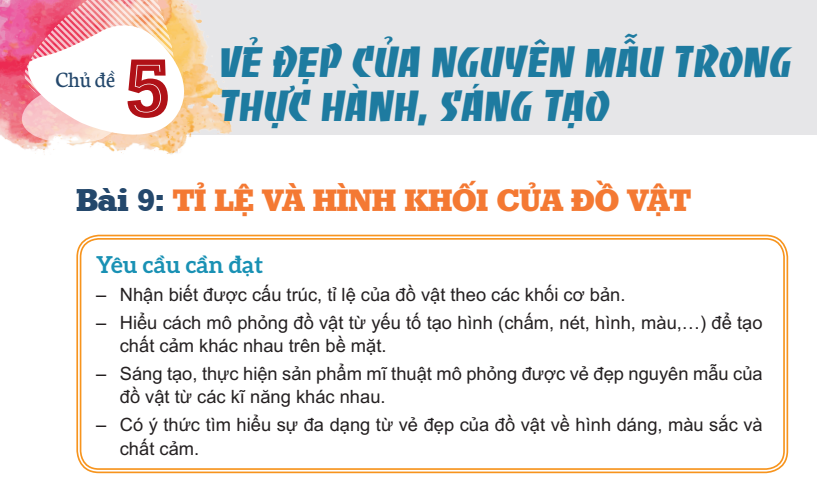 Chủ đề 5
VẺ ĐẸP CỦA NGUYÊN MẪU TRONG
THỰC HÀNH, SÁNG TẠO
Bài 9: TỈ LỆ VÀ HÌNH KHỐI CỦA ĐỒ VẬT
Yêu cầu cần đạt
– Nhận biết được cấu trúc, tỉ lệ của đồ vật theo các khối cơ bản.
– Hiểu cách mô phỏng đồ vật từ yếu tố tạo hình (chấm, nét, hình, màu,…) để tạo
chất cảm khác nhau trên bề mặt.
– Sáng tạo, thực hiện sản phẩm mĩ thuật mô phỏng được vẻ đẹp nguyên mẫu của
đồ vật từ các kĩ năng khác nhau.
– Có ý thức tìm hiểu sự đa dạng từ vẻ đẹp của đồ vật về hình dáng, màu sắc và
chất cảm.